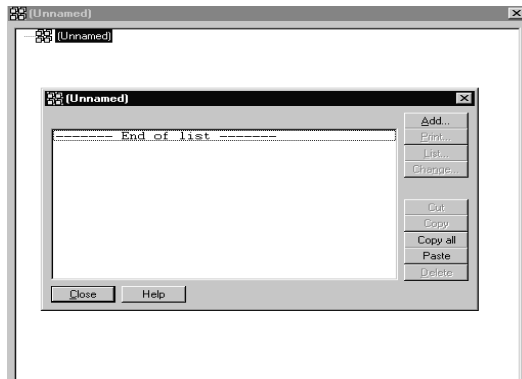 (Unnamed)
(Unnamed)
(Unnamed)
------- End of list -------
Add...
Print...
List...
Change...
Cut
Copy
Copy all
Paste
Delete
Close
Help